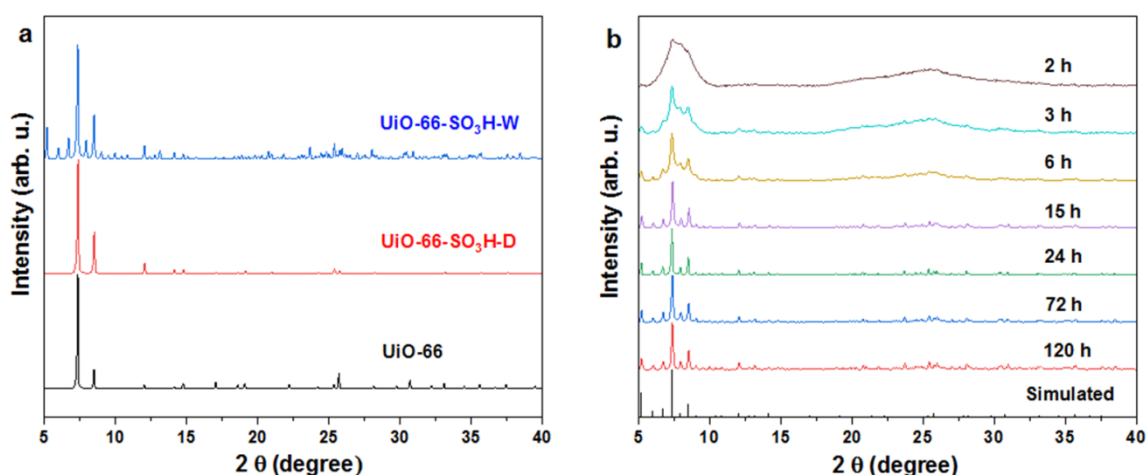 a
UiO-66-SO₃H-W
UiO-66-SO₃H-D
UiO-66
Intensity (arb. u.)
5 10 15 20 25 30 35 40
2 θ (degree)
b
2 h
3 h
6 h
15 h
24 h
72 h
120 h
Simulated
Intensity (arb. u.)
5 10 15 20 25 30 35 40
2 θ (degree)